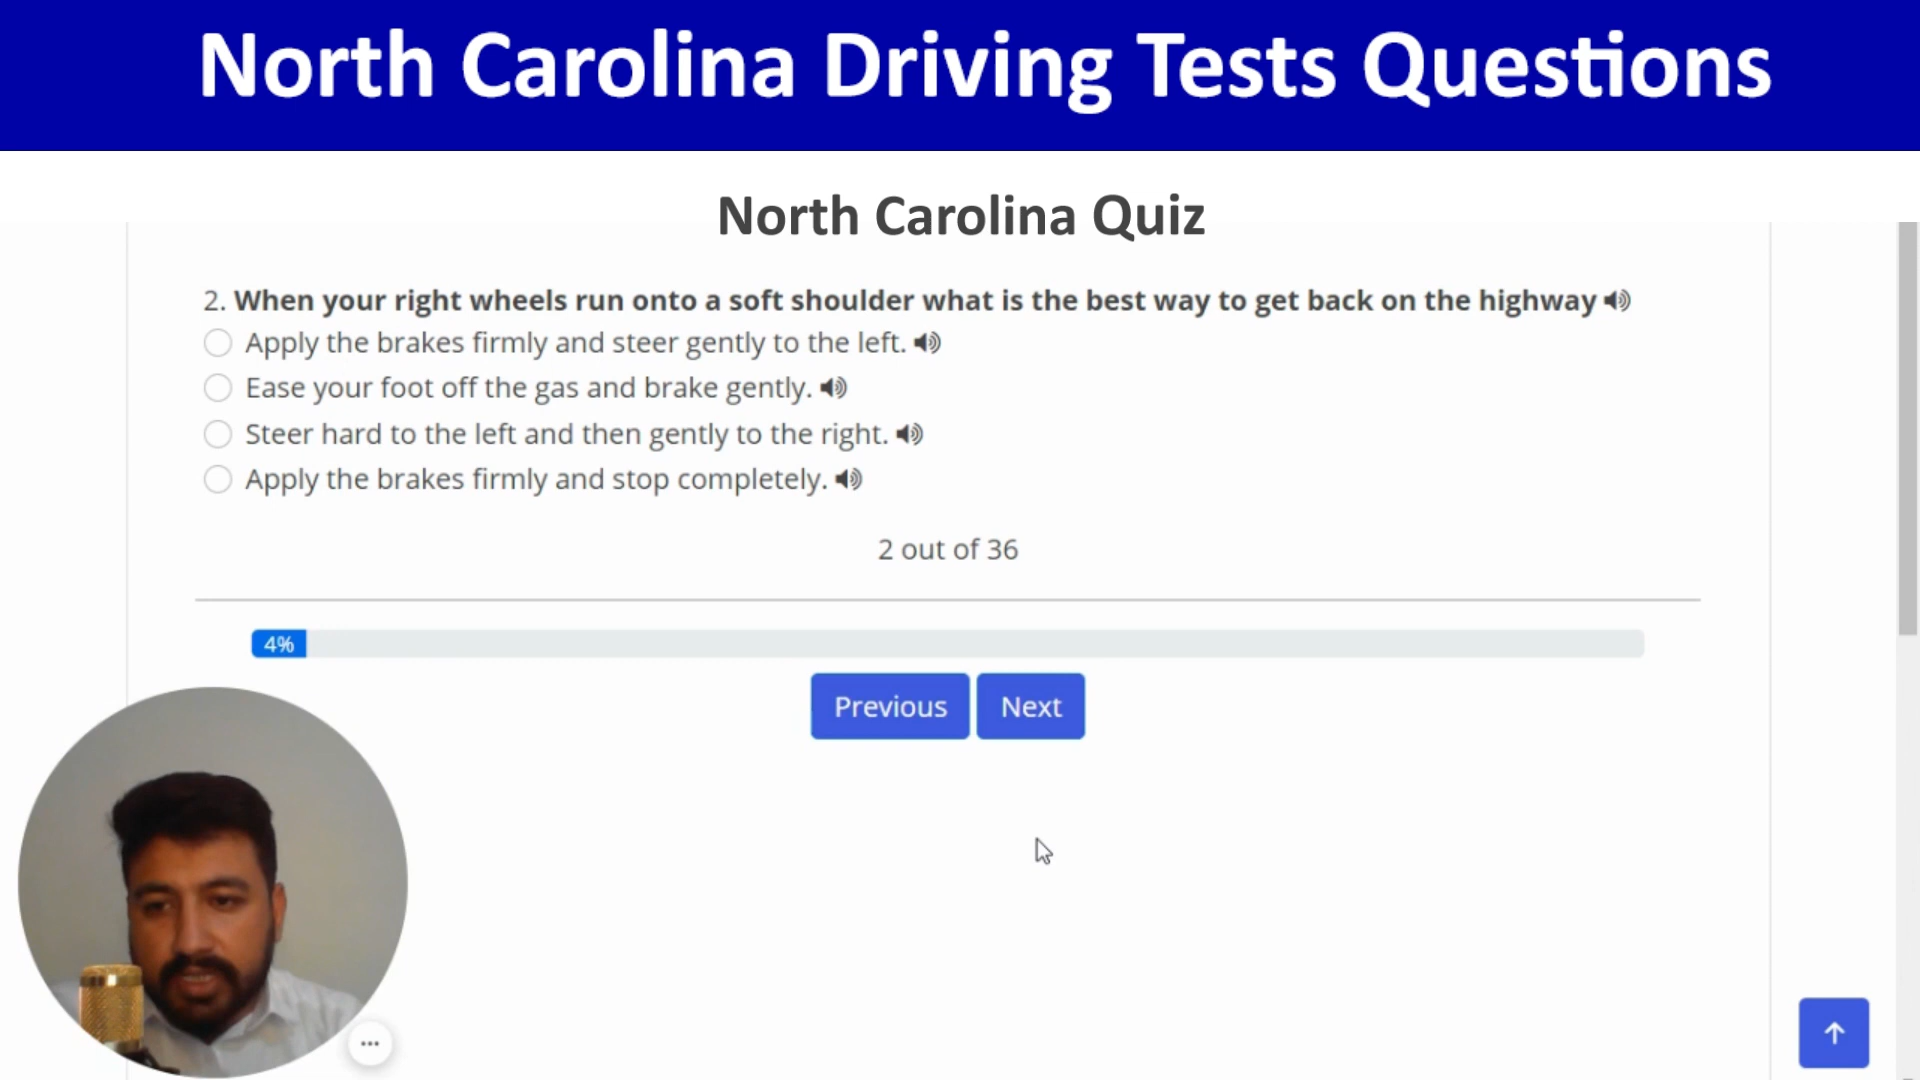 North Carolina Driving Tests Questions
North Carolina Quiz
2. When your right wheels run onto a soft shoulder what is the best way to get back on the highway
Apply the brakes firmly and steer gently to the left.
Ease your foot off the gas and brake gently.
Steer hard to the left and then gently to the right.
Apply the brakes firmly and stop completely.
2 out of 36
4%
Previous Next